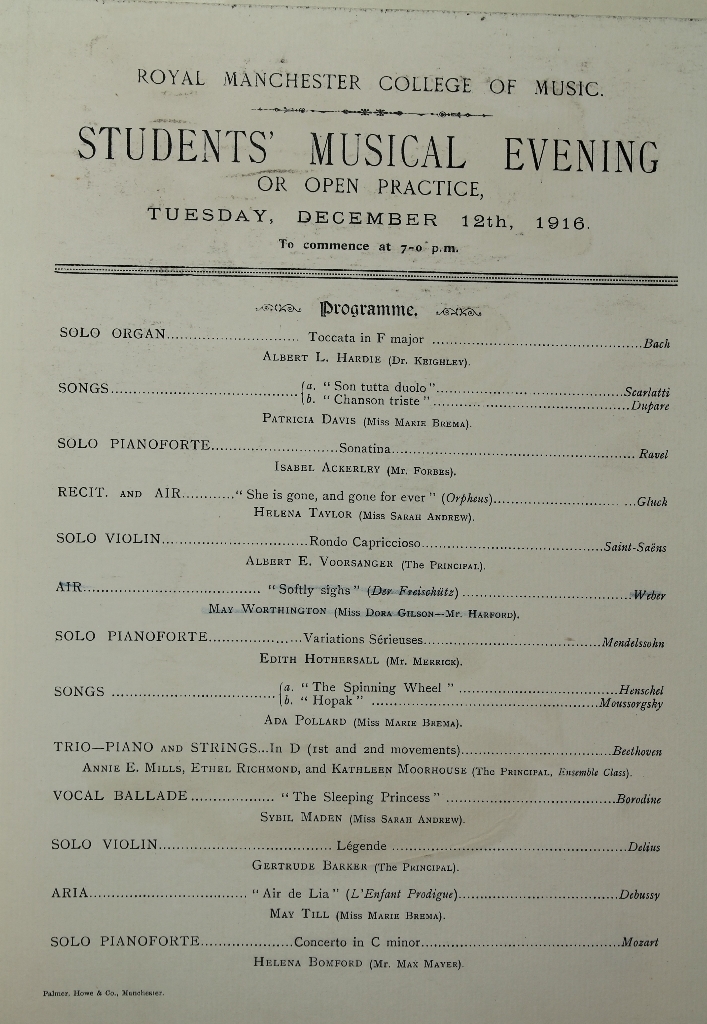 ROYAL MANCHESTER COLLEGE OF MUSIC.
STUDENTS' MUSICAL EVENING
OR OPEN PRACTICE,
TUESDAY, DECEMBER 12th, 1916.
To commence at 7-0 p.m.
Programme.
SOLO ORGAN.............................. Toccata in F major ..............................................Bach
ALBERT L. HARDIE (DR. KEIGHLEY).
SONGS..........................................{a. "Son tutta duolo"..........................................Scarlatti
{b. "Chanson triste" ............................................Dupare
PATRICIA DAVIS (MISS MARIE BREMA).
SOLO PIANOFORTE.............................Sonatina.......................................................Ravel
ISABEL ACKERLEY (MR. FORBES).
RECIT. AND AIR............"She is gone, and gone for ever" (Orpheus)................................Gluck
HELENA TAYLOR (MISS SARAH ANDREW).
SOLO VIOLIN.................................Rondo Capriccioso.........................................Saint-Saëns
ALBERT E. VOORSANGER (THE PRINCIPAL).
AIR........................................ "Softly sighs" (Der Freischütz) ......................................Weber
MAY WORTHINGTON (MISS DORA GILSON—MR. HARFORD).
SOLO PIANOFORTE.....................Variations Sérieuses........................................Mendelssohn
EDITH HOTHERSALL (MR. MERRICK).
SONGS .....................................{a. "The Spinning Wheel" ....................................Henschel
{b. "Hopak" ....................................................Moussorgsky
ADA POLLARD (MISS MARIE BREMA).
TRIO—PIANO AND STRINGS...In D (1st and 2nd movements)..................................Beethoven
ANNIE E. MILLS, ETHEL RICHMOND, and KATHLEEN MOORHOUSE (THE PRINCIPAL, Ensemble Class).
VOCAL BALLADE ................... "The Sleeping Princess" ......................................Borodine
SYBIL MADEN (MISS SARAH ANDREW).
SOLO VIOLIN....................................... Légende .....................................................Delius
GERTRUDE BARKER (THE PRINCIPAL).
ARIA.................................... "Air de Lia" (L'Enfant Prodigue)....................................Debussy
MAY TILL (MISS MARIE BREMA).
SOLO PIANOFORTE.....................Concerto in C minor.............................................Mozart
HELENA BOMFORD (MR. MAX MAYER).
Palmer, Howe & Co., Manchester.